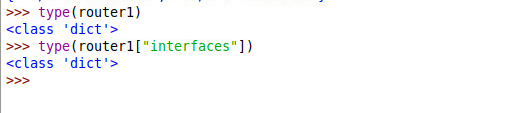 >>> type(router1)
<class 'dict'>
>>> type(router1["interfaces"])
<class 'dict'>
>>>